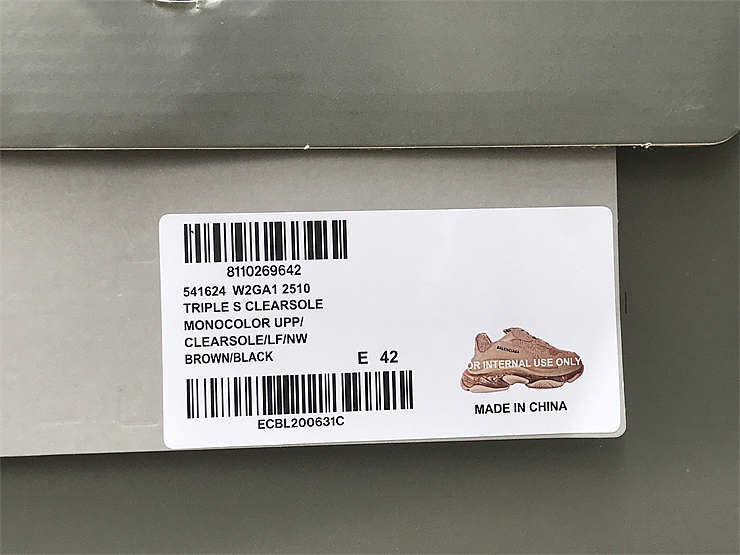 8110269642
541624 W2GA1 2510
TRIPLE S CLEARSOLE
MONOCOLOR UPP/
CLEARSOLE/LF/NW
BROWN/BLACK
E 42
ECBL200631C
BALENCIAGA
OR INTERNAL USE ONLY
MADE IN CHINA